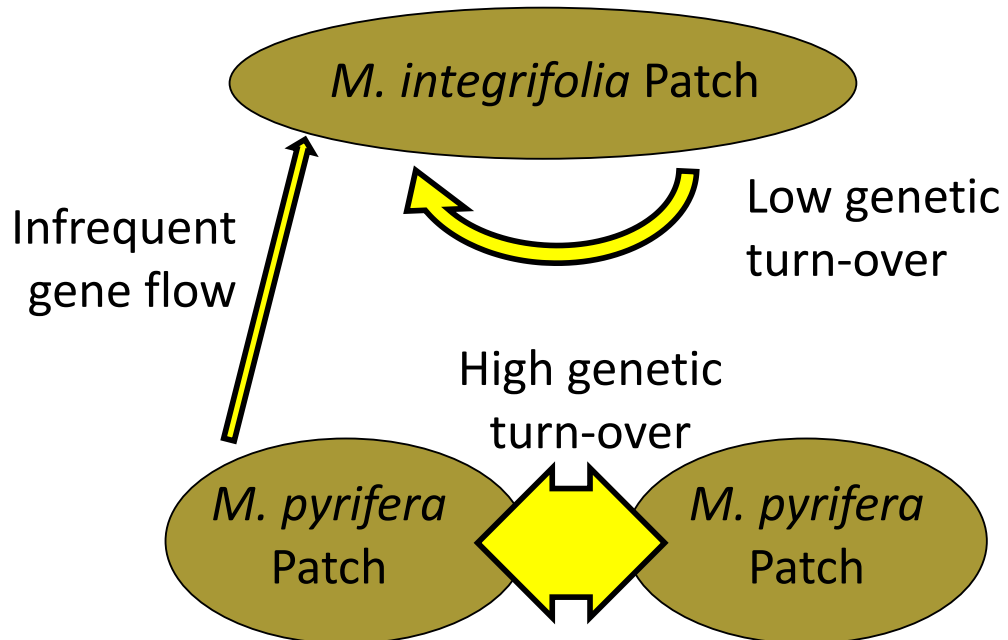 M. integrifolia Patch
Infrequent
gene flow
Low genetic
turn-over
High genetic
turn-over
M. pyrifera
Patch
M. pyrifera
Patch